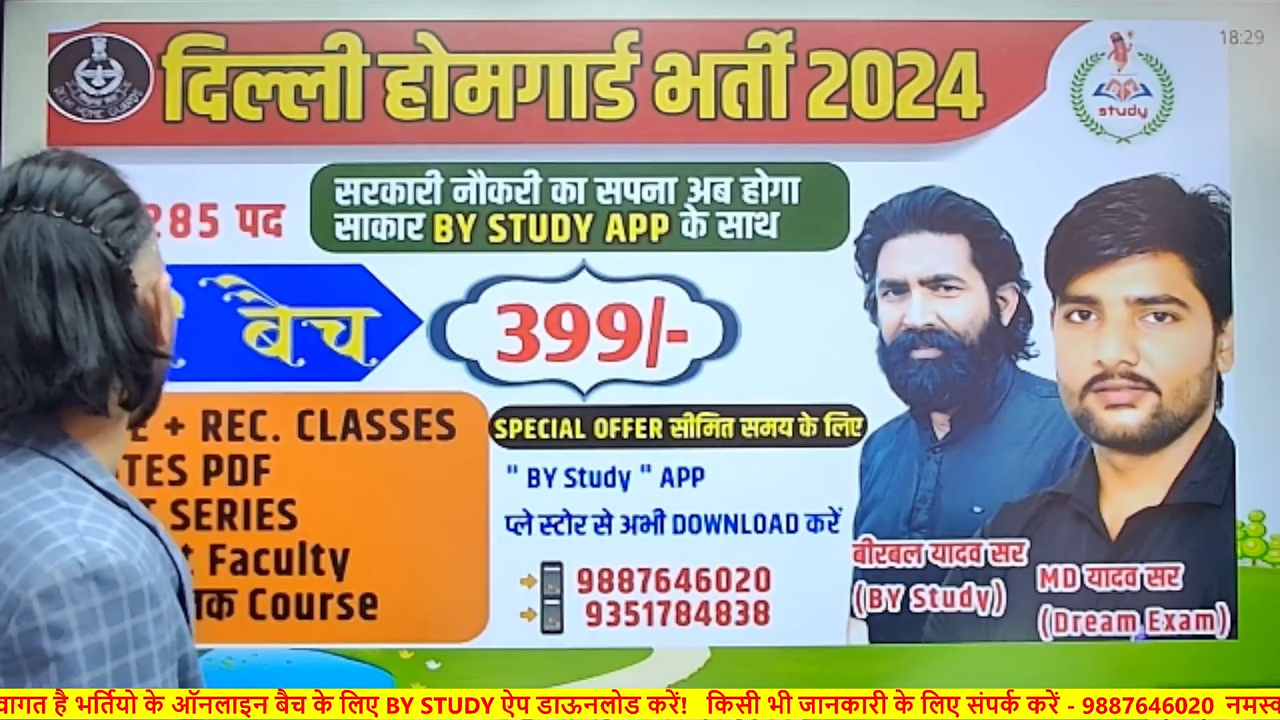 दिल्ली होमगार्ड भर्ती 2024
18:29
study
285 पद
सरकारी नौकरी का सपना अब होगा
साकार BY STUDY APP के साथ
बैच
399/-
+ REC. CLASSES
PDF
SERIES
Faculty
Course
SPECIAL OFFER सीमित समय के लिए
" BY Study " APP
प्ले स्टोर से अभी DOWNLOAD करें
9887646020
9351784838
बीरबल यादव सर
(BY Study)
MD यादव सर
(Dream Exam)
है भर्तियो के ऑनलाइन बैच के लिए BY STUDY ऐप डाऊनलोड करें! किसी भी जानकारी के लिए संपर्क करें - 9887646020